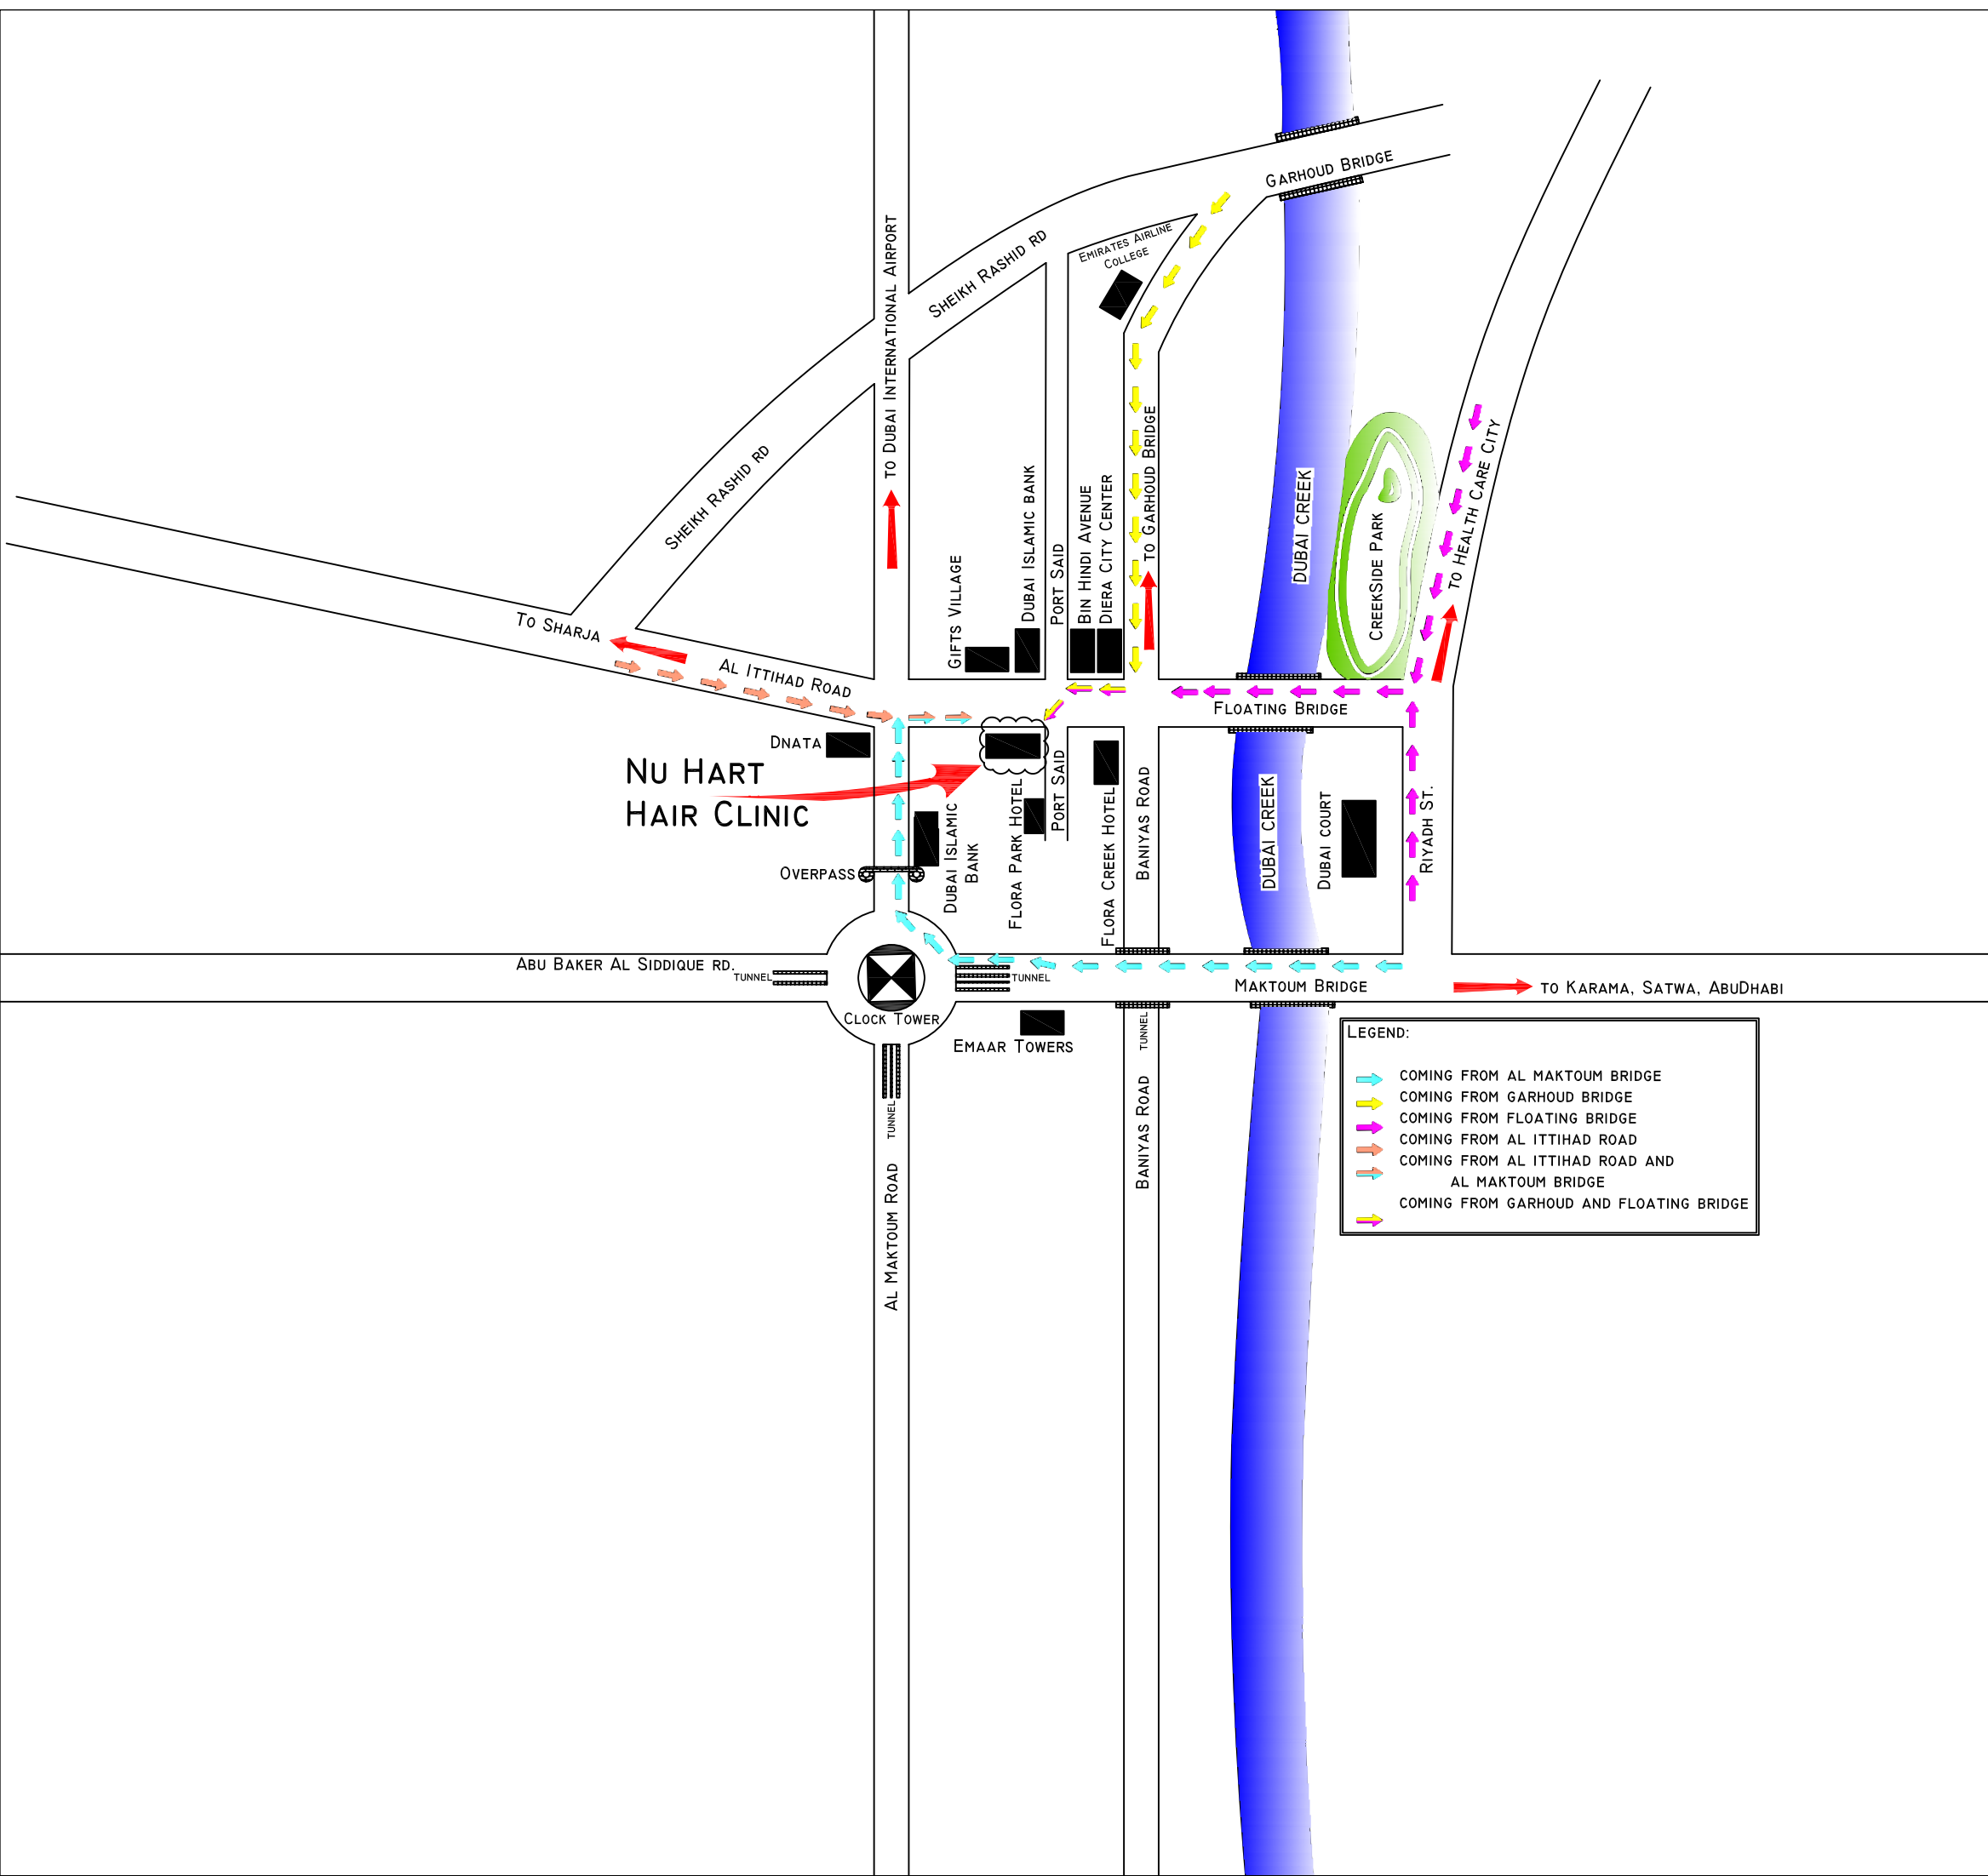 Garhoud Bridge
Emirates Airline
College
Sheikh Rashid rd
to Dubai International Airport
Sheikh Rashid rd
to Garhoud Bridge
To Health Care City
Dubai Creek
CreekSide Park
Dubai Islamic bank
Port Said
Bin Hindi Avenue
Diera City Center
Gifts Village
To Sharja
Al Ittihad Road
Floating Bridge
Dnata
Nu Hart
Hair Clinic
Port Said
Flora Park Hotel
Flora Creek Hotel
Baniyas Road
Dubai Creek
Dubai court
Riyadh St.
Dubai Islamic
Bank
Overpass
Abu Baker Al Siddique rd.
tunnel
tunnel
Maktoum Bridge
to Karama, Satwa, AbuDhabi
Clock Tower
Emaar Towers
tunnel
tunnel
Baniyas Road
Al Maktoum Road
Legend:
coming from Al Maktoum Bridge
coming from Garhoud Bridge
coming from Floating Bridge
coming from Al Ittihad Road
coming from Al Ittihad Road and
Al Maktoum Bridge
coming from Garhoud and Floating Bridge